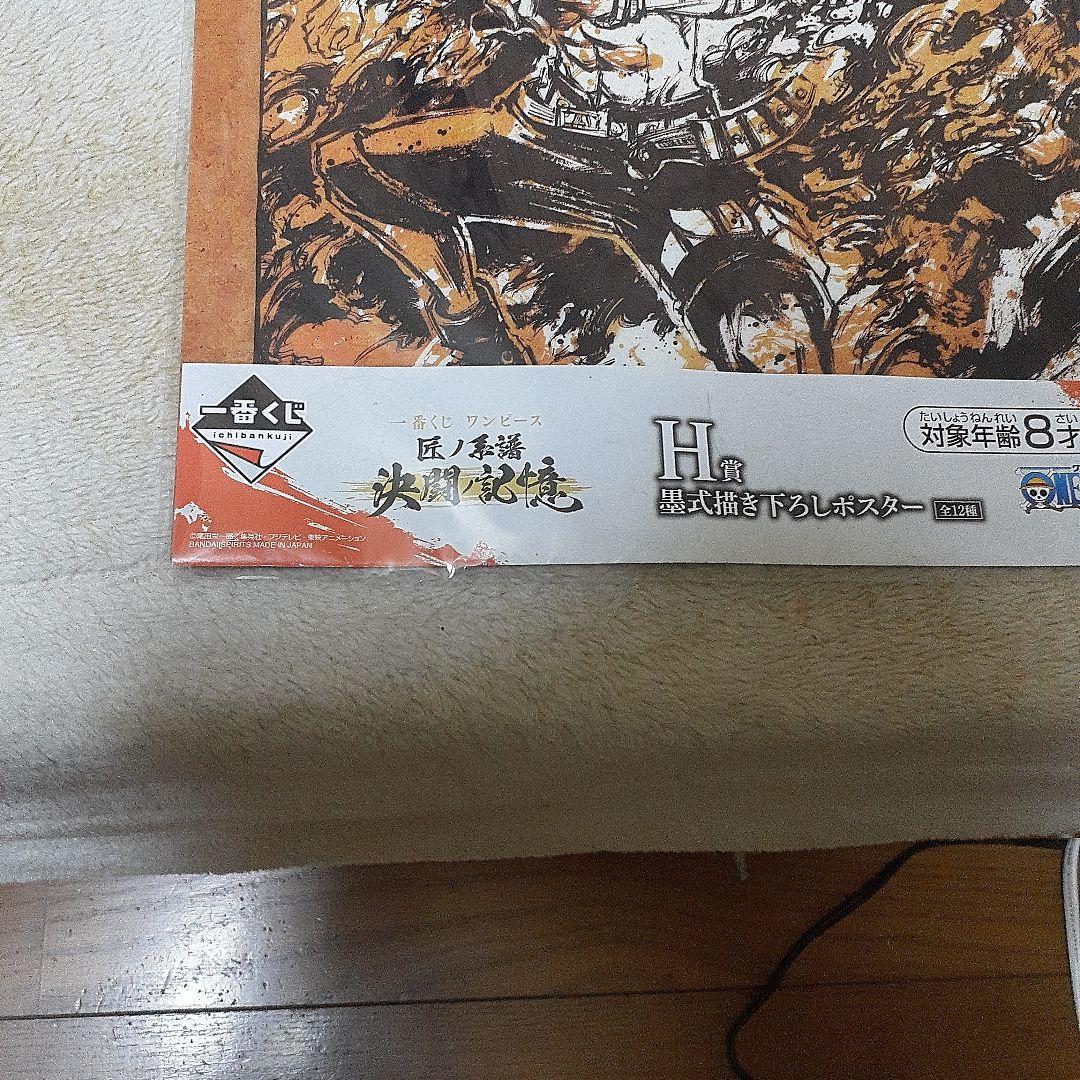 一番くじ
ichibankuji
一番くじ ワンピース
匠ノ系譜
決闘ノ記憶
H賞
墨式描き下ろしポスター 全12種
たいしょうねんれい さい
対象年齢8才
©尾田栄一郎/集英社・フジテレビ・東映アニメーション
BANDAI SPIRITS MADE IN JAPAN